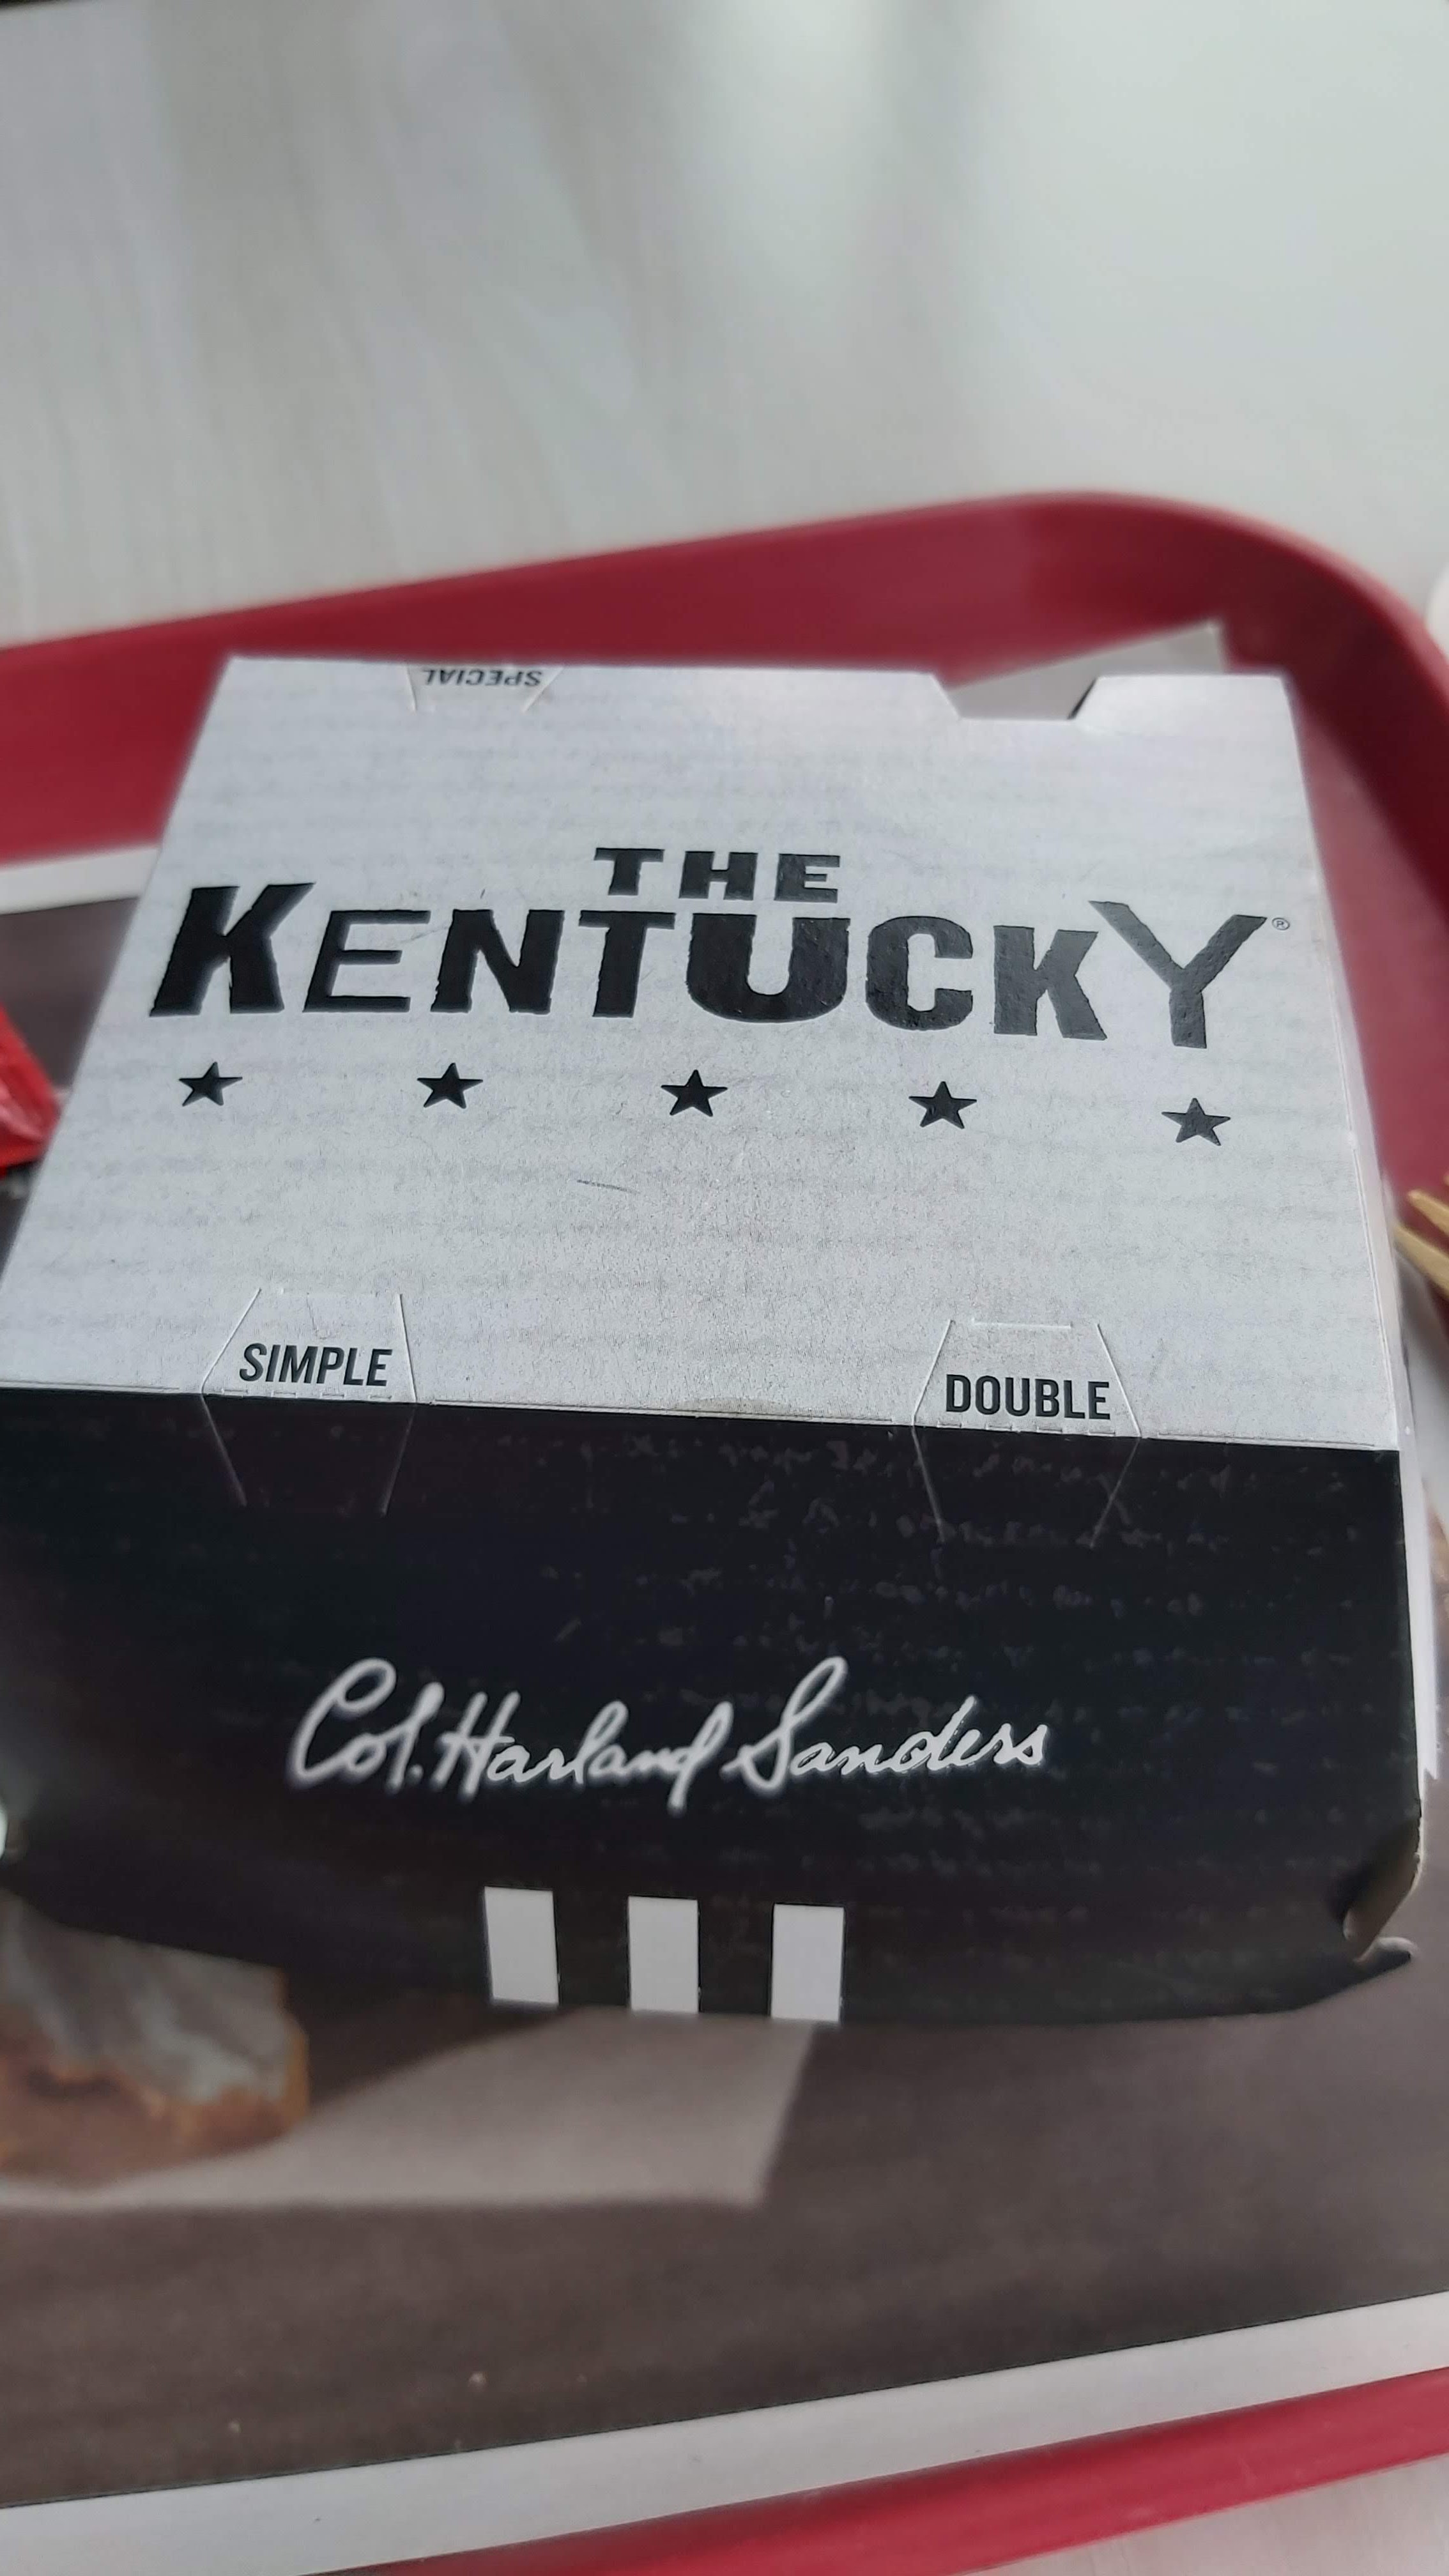 SPECIAL
THE
KENTUCKY®
SIMPLE
DOUBLE
Col. Harland Sanders